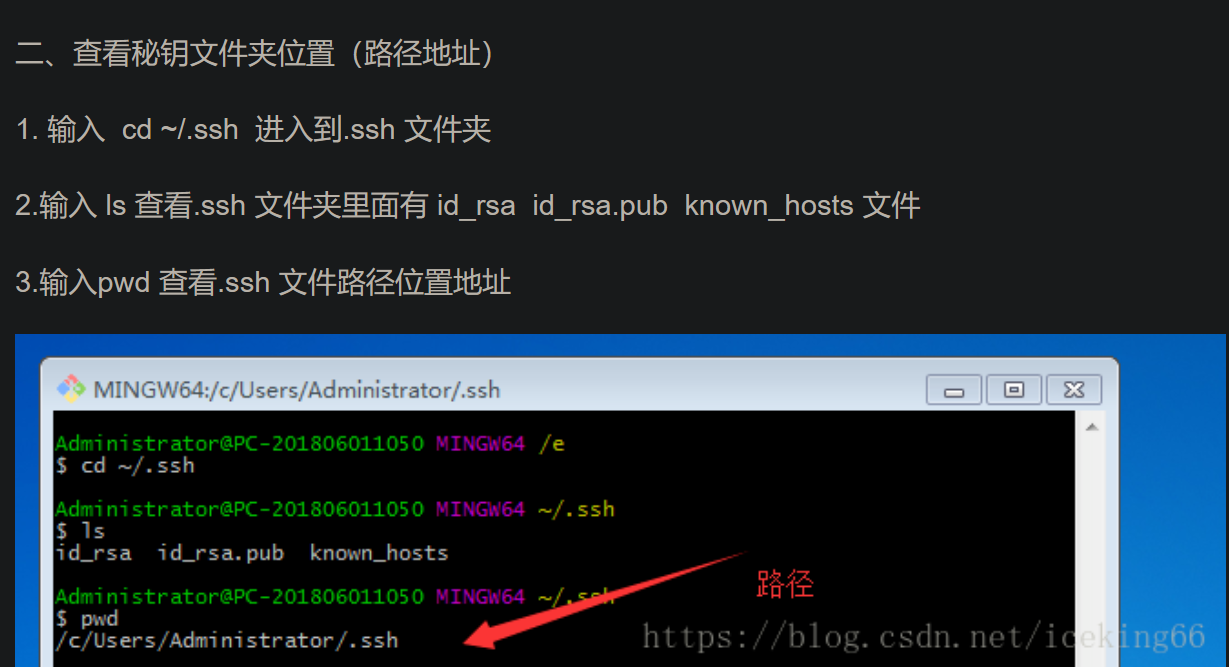 二、查看秘钥文件夹位置（路径地址）
1. 输入  cd ~/.ssh  进入到.ssh 文件夹
2.输入 ls 查看.ssh 文件夹里面有 id_rsa  id_rsa.pub  known_hosts 文件
3.输入pwd 查看.ssh 文件路径位置地址
MINGW64:/c/Users/Administrator/.ssh
Administrator@PC-201806011050 MINGW64 /e
$ cd ~/.ssh
Administrator@PC-201806011050 MINGW64 ~/.ssh
$ ls
id_rsa  id_rsa.pub  known_hosts
Administrator@PC-201806011050 MINGW64 ~/.ssh
路径
$ pwd
/c/Users/Administrator/.ssh
https://blog.csdn.net/iceking66